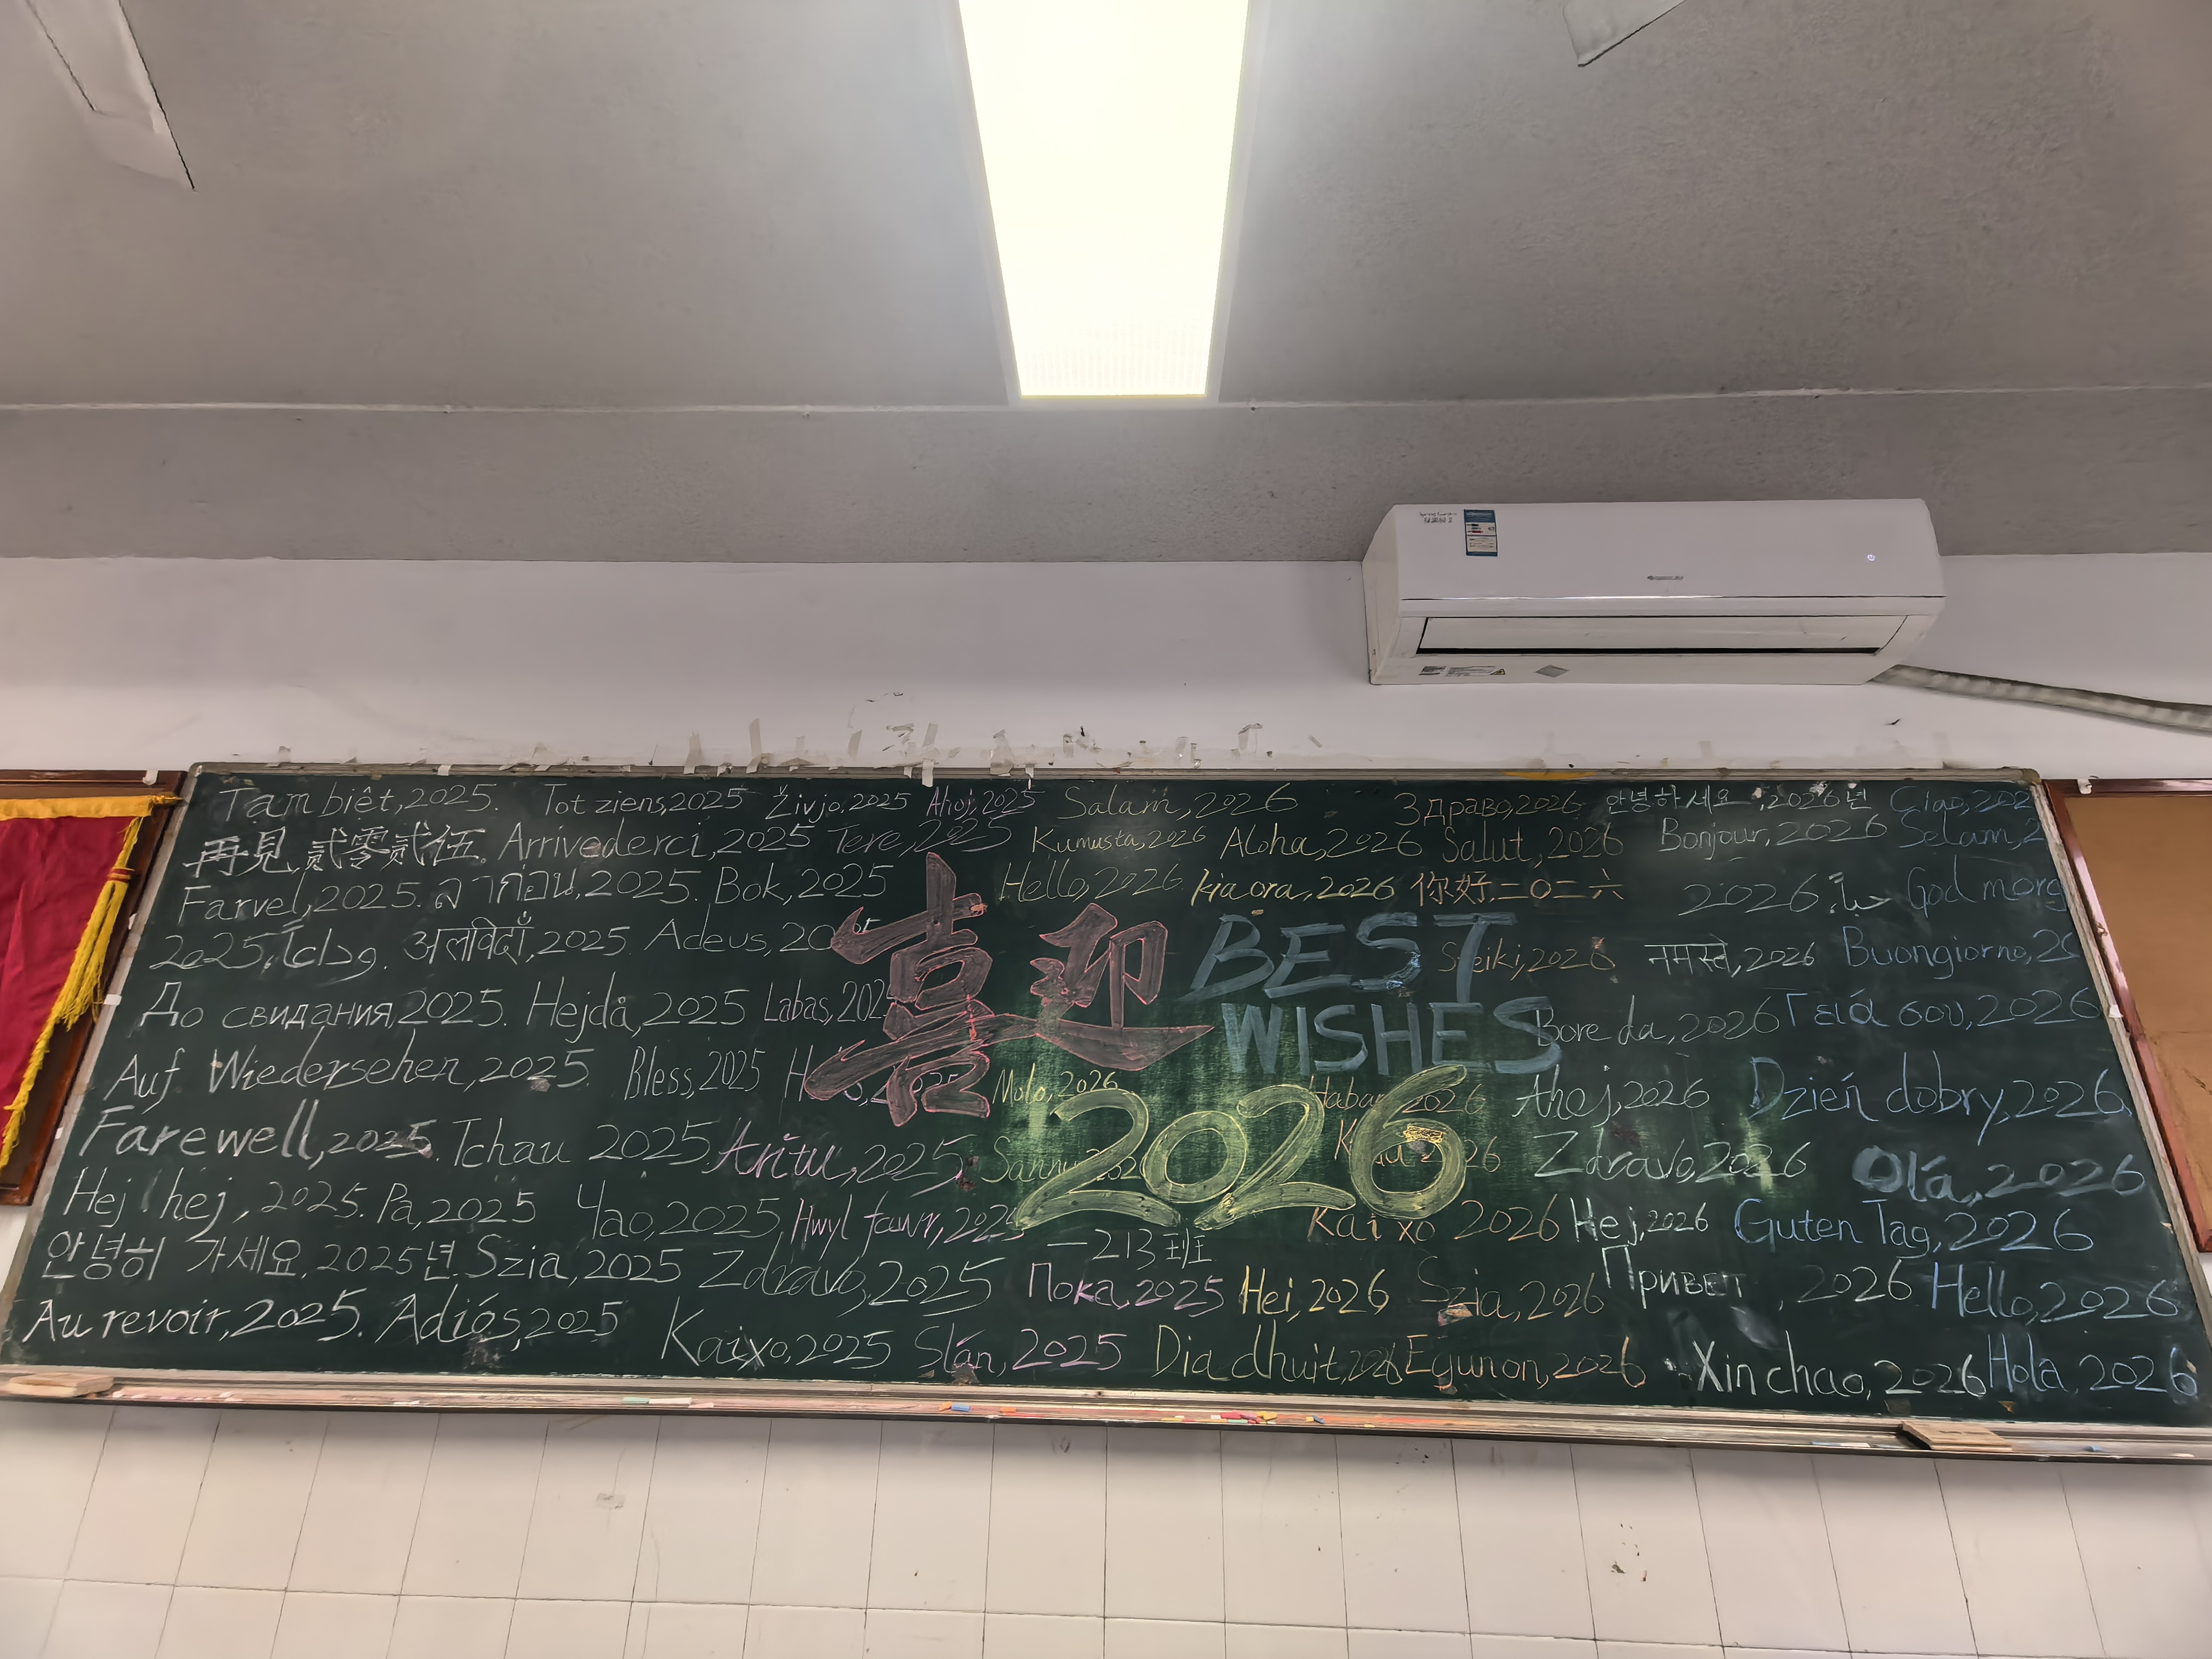 Tạm biệt, 2025. Tot ziens, 2025 Živjo, 2025 Ahoj, 2025 Salam, 2026 Здраво, 2026 안녕하세요, 2026년 Ciao, 202
再見,貳零貳伍. Arrivederci, 2025 Tere, 2025 Kumusta, 2026 Aloha, 2026 Salut, 2026 Bonjour, 2026 Selam, 2
Farvel, 2025. ลาก่อน, 2025. Bok, 2025 Hello, 2026. kia ora, 2026 你好,二〇二六 2026 God morg
2025, अलविदा, 2025. Adeus, 20 Seiki, 2026 नमस्ते, 2026 Buongiorno, 20
喜迎 BEST
WISHES
2026
До свидания, 2025. Hejdå, 2025 Labas, 202 Bore da, 2026 Γειά σου, 2026
Auf Wiedersehen, 2025. Bless, 2025 Molo, 2026 2026 Ahoj, 2026 Dzień dobry, 2026
Farewell, 2025. Tchau 2025 2025. Zdravo, 2026 Olá, 2026
Hej hej, 2025. Pa, 2025 Чао, 2025, Hwyl fawr, 2025 Kaixo 2026 Hej, 2026 Guten Tag, 2026
안녕히 가세요, 2025년. Szia, 2025 Zdravo, 2025 一213班
Пока, 2025 Hei, 2026 Szia, 2026 Привет, 2026 Hello, 2026
Au revoir, 2025. Adiós, 2025 Kaixo, 2025 Slán, 2025 Dia dhuit, 2026 Egunon, 2026 Xin chao, 2026 Hola, 2026